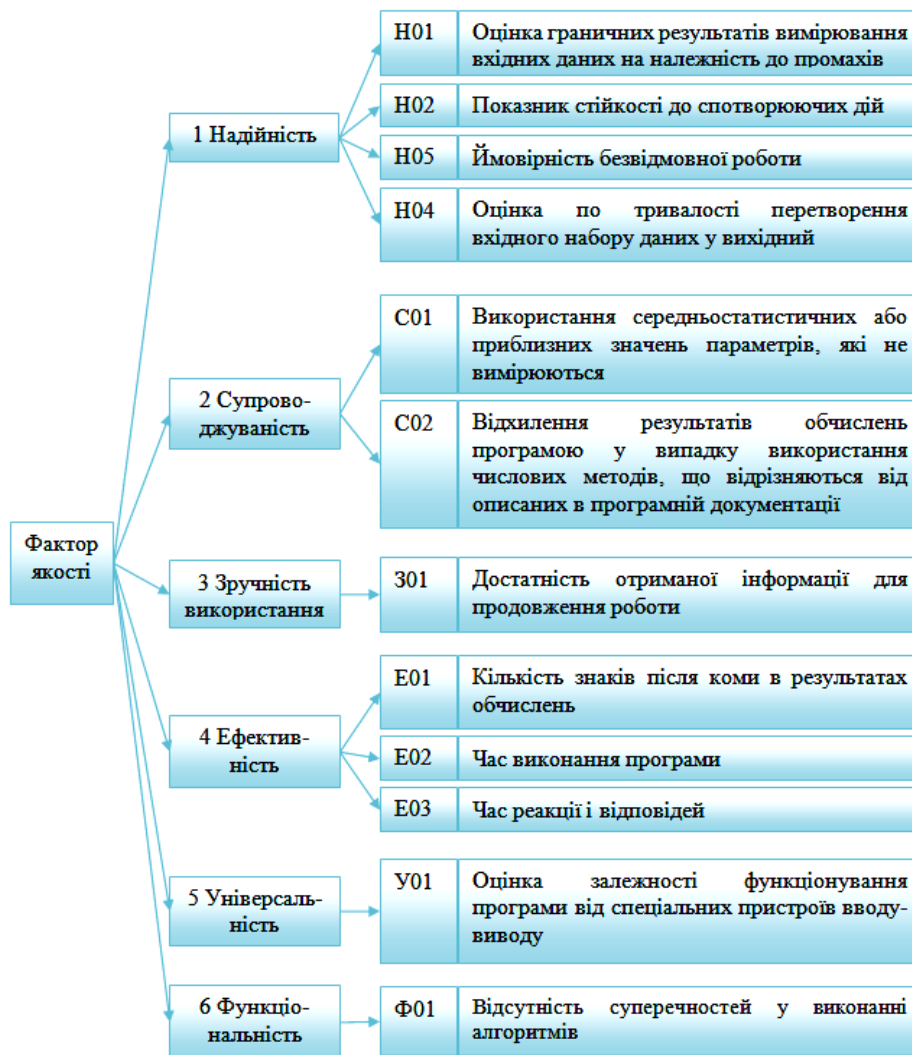 Фактор
якості
1 Надійність
Н01
Оцінка граничних результатів вимірювання
вхідних даних на належність до промахів
Н02
Показник стійкості до спотворюючих дій
Н05
Ймовірність безвідмовної роботи
Н04
Оцінка по тривалості перетворення
вхідного набору даних у вихідний
2 Супрово-
джуваність
С01
Використання середньостатистичних або
приблизних значень параметрів, які не
вимірюються
С02
Відхилення результатів обчислень
програмою у випадку використання
числових методів, що відрізняються від
описаних в програмній документації
3 Зручність
використання
З01
Достатність отриманої інформації для
продовження роботи
4 Ефектив-
ність
Е01
Кількість знаків після коми в результатах
обчислень
Е02
Час виконання програми
Е03
Час реакції і відповідей
5 Універсаль-
ність
У01
Оцінка залежності функціонування
програми від спеціальних пристроїв вводу-
виводу
6 Функціо-
нальність
Ф01
Відсутність суперечностей у виконанні
алгоритмів